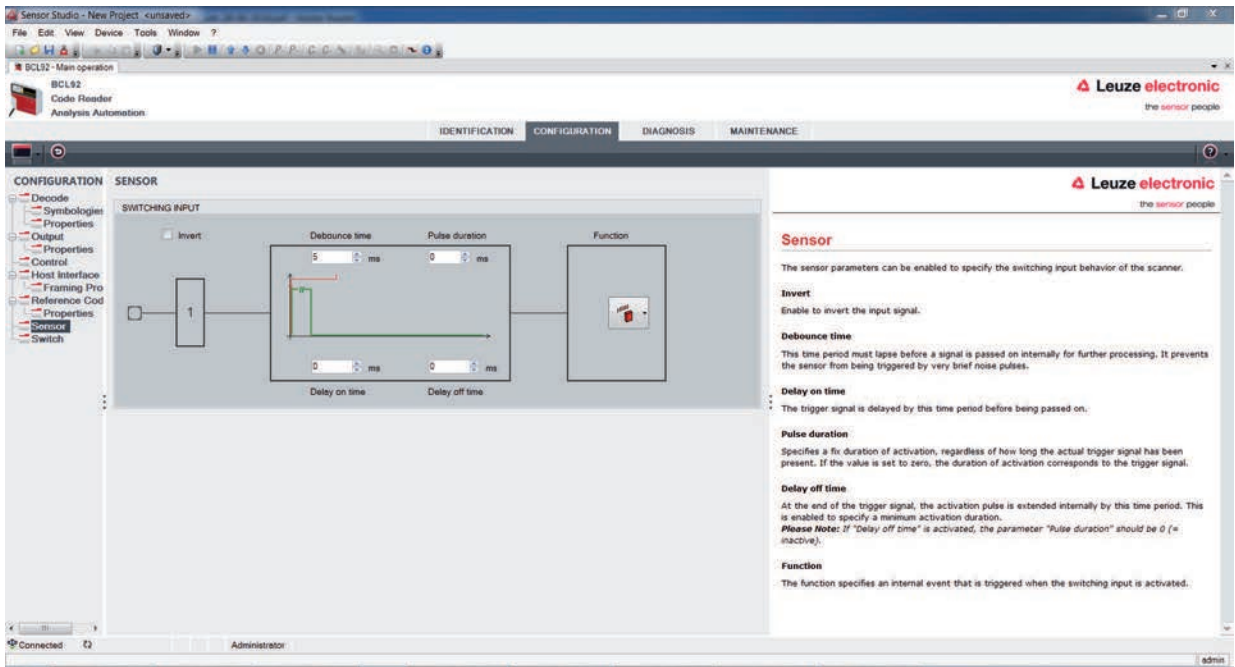 Sensor Studio - New Project <unsaved>
File Edit View Device Tools Window ?
BCL92 - Main operation
BCL92
Code Reader
Analysis Automation
Leuze electronic
the sensor people
IDENTIFICATION CONFIGURATION DIAGNOSIS MAINTENANCE
CONFIGURATION
Decode
Symbologies
Properties
Output
Properties
Control
Host Interface
Framing Pro
Reference Cod
Properties
Sensor
Switch
SENSOR
SWITCHING INPUT
Invert
Debounce time
Pulse duration
Function
5 ms
0 ms
1
0 ms
0 ms
Delay on time
Delay off time
Leuze electronic
the sensor people
Sensor
The sensor parameters can be enabled to specify the switching input behavior of the scanner.
Invert
Enable to invert the input signal.
Debounce time
This time period must lapse before a signal is passed on internally for further processing. It prevents
the sensor from being triggered by very brief noise pulses.
Delay on time
The trigger signal is delayed by this time period before being passed on.
Pulse duration
Specifies a fix duration of activation, regardless of how long the actual trigger signal has been
present. If the value is set to zero, the duration of activation corresponds to the trigger signal.
Delay off time
At the end of the trigger signal, the activation pulse is extended internally by this time period. This
is enabled to specify a minimum activation duration.
Please Note: If "Delay off time" is activated, the parameter "Pulse duration" should be 0 (=
inactive).
Function
The function specifies an internal event that is triggered when the switching input is activated.
Connected
Administrator
admin